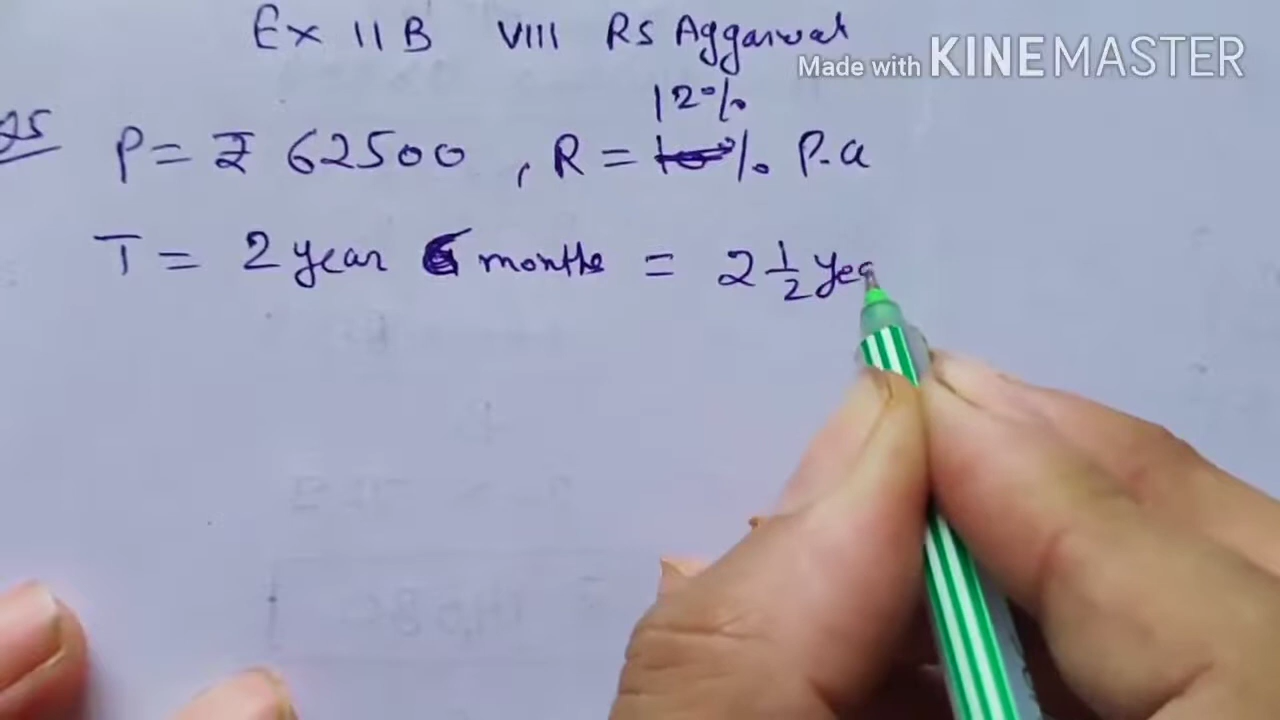 Ex 11B VIII RS Aggarwal
Made with KINEMASTER
12%
25 P = ₹ 62500 , R = 10% P.a
T = 2 year 6 months = 2 1/2 yea